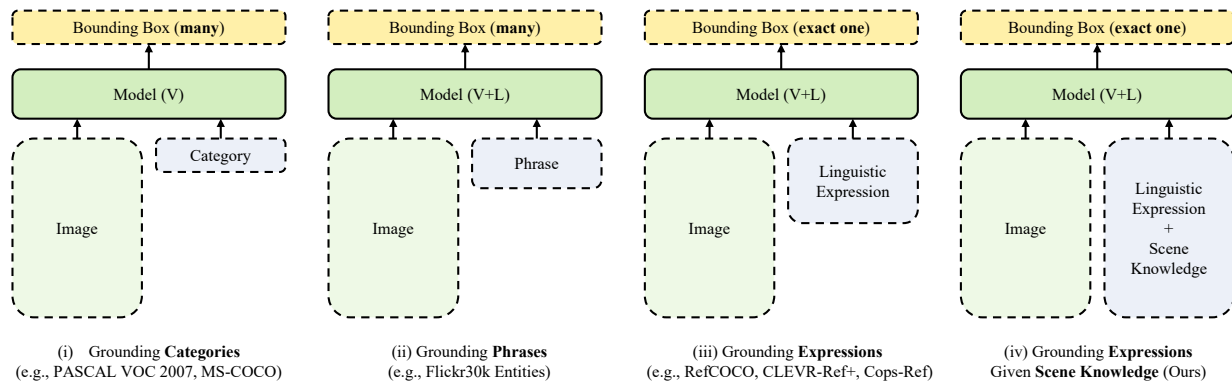 Bounding Box (many)
Model (V)
Category
Image
(i) Grounding Categories
(e.g., PASCAL VOC 2007, MS-COCO)
Bounding Box (many)
Model (V+L)
Phrase
Image
(ii) Grounding Phrases
(e.g., Flickr30k Entities)
Bounding Box (exact one)
Model (V+L)
Linguistic
Expression
Image
(iii) Grounding Expressions
(e.g., RefCOCO, CLEVR-Ref+, Cops-Ref)
Bounding Box (exact one)
Model (V+L)
Image
Linguistic
Expression
+
Scene
Knowledge
(iv) Grounding Expressions
Given Scene Knowledge (Ours)